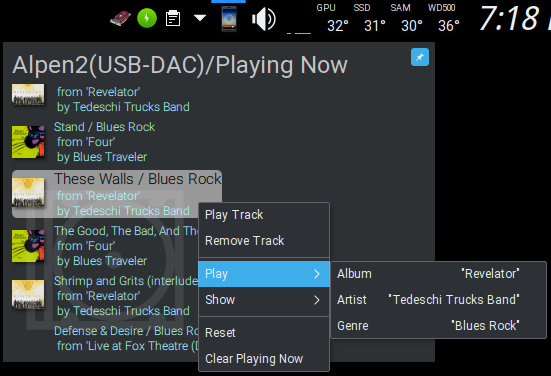 GPU SSD SAM WD500
32° 31° 30° 36°
7:18
Alpen2(USB-DAC)/Playing Now
from 'Revelator'
by Tedeschi Trucks Band
Stand / Blues Rock
from 'Four'
by Blues Traveler
These Walls / Blues Rock
from 'Revelator'
by Tedeschi Trucks Band
The Good, The Bad, And The
from 'Four'
by Blues Traveler
Shrimp and Grits (interlude
from 'Revelator'
by Tedeschi Trucks Band
Defense & Desire / Blues Ro
from 'Live at Fox Theatre (D
Play Track
Remove Track
Play
Show
Reset
Clear Playing Now
Album "Revelator"
Artist "Tedeschi Trucks Band"
Genre "Blues Rock"